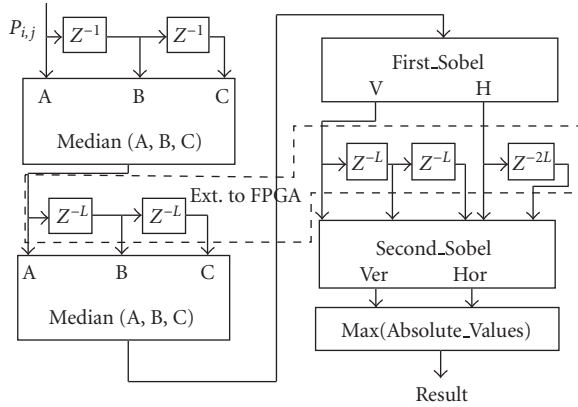 P_{i,j}
Z^{-1}
Z^{-1}
A B C
Median (A, B, C)
Ext. to FPGA
Z^{-L}
Z^{-L}
A B C
Median (A, B, C)
First_Sobel
V H
Z^{-L}
Z^{-L}
Z^{-2L}
Second_Sobel
Ver Hor
Max(Absolute_Values)
Result